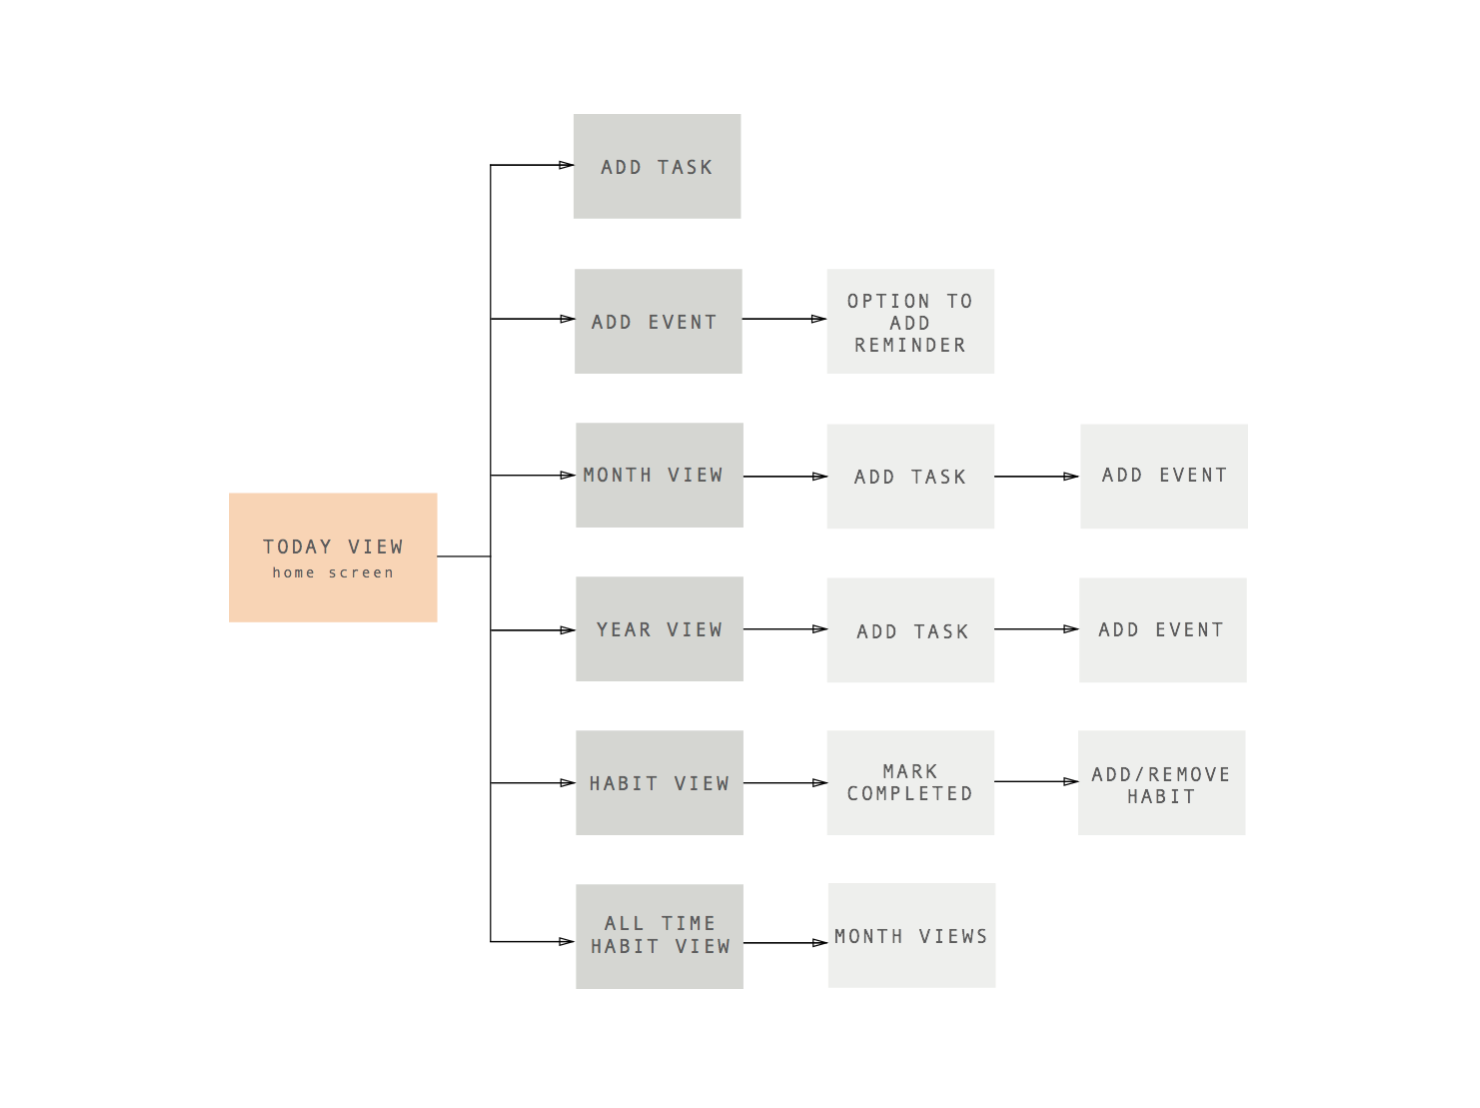 ADD TASK
ADD EVENT
OPTION TO
ADD
REMINDER
MONTH VIEW
ADD TASK
ADD EVENT
TODAY VIEW
home screen
YEAR VIEW
ADD TASK
ADD EVENT
HABIT VIEW
MARK
COMPLETED
ADD/REMOVE
HABIT
ALL TIME
HABIT VIEW
MONTH VIEWS